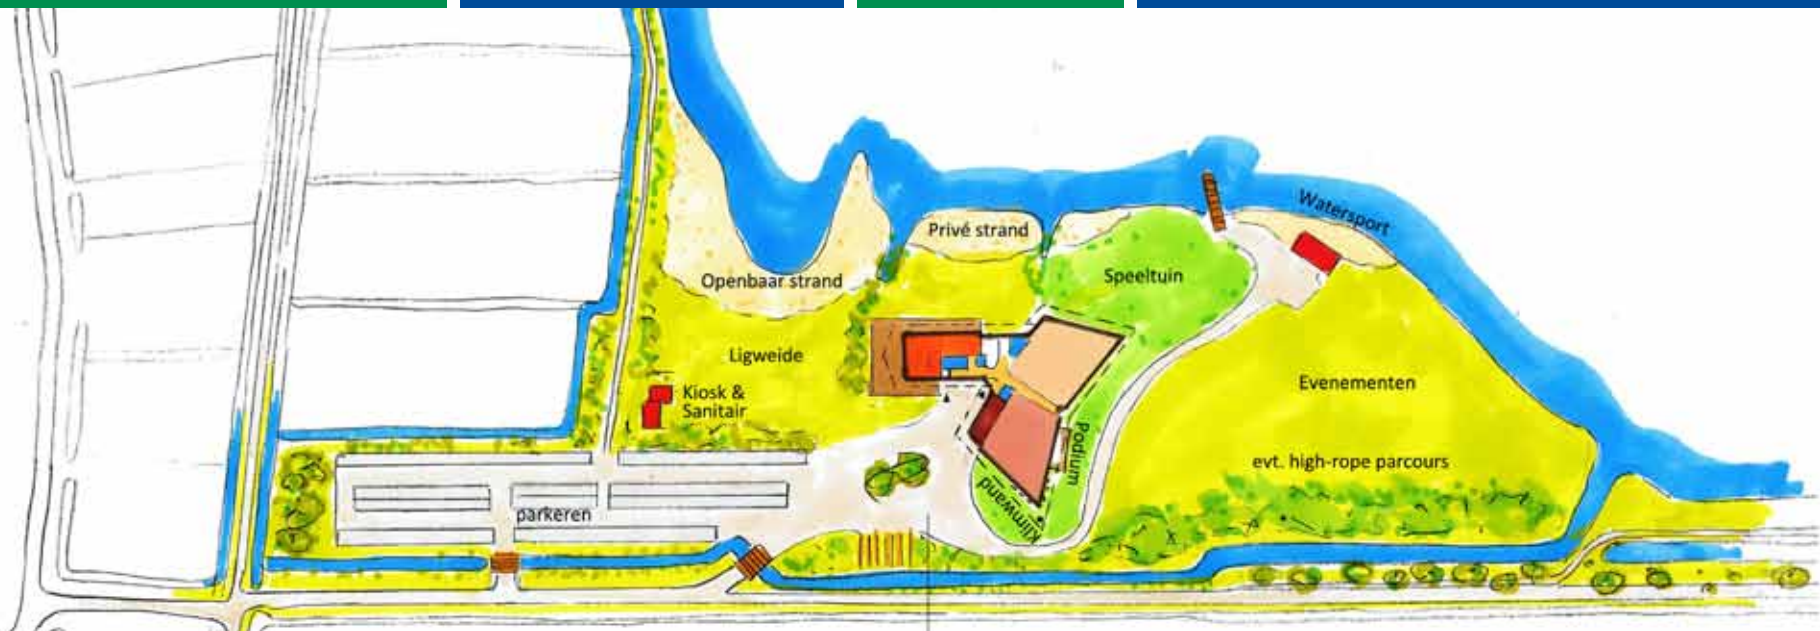 Watersport
Privé strand
Openbaar strand
Speeltuin
Ligweide
Kiosk &
Sanitair
Evenementen
Podium
evt. high-rope parcours
Klimwand
parkeren